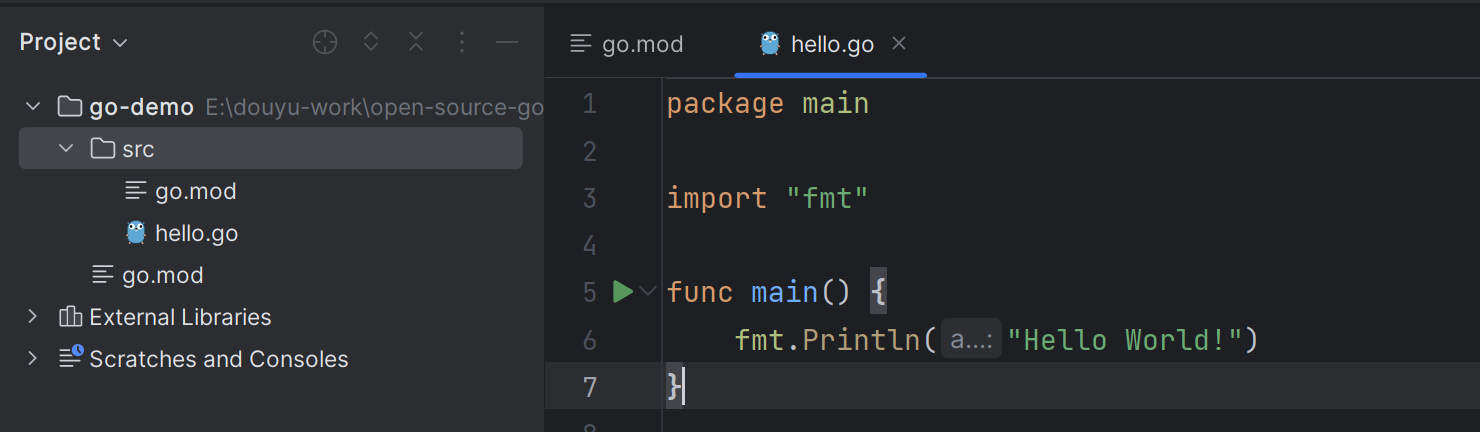 Project
go-demo E:\douyu-work\open-source-go
src
go.mod
hello.go
go.mod
External Libraries
Scratches and Consoles
go.mod
hello.go
1 package main
2
3 import "fmt"
4
5 func main() {
6 fmt.Println(a...:"Hello World!")
7 }